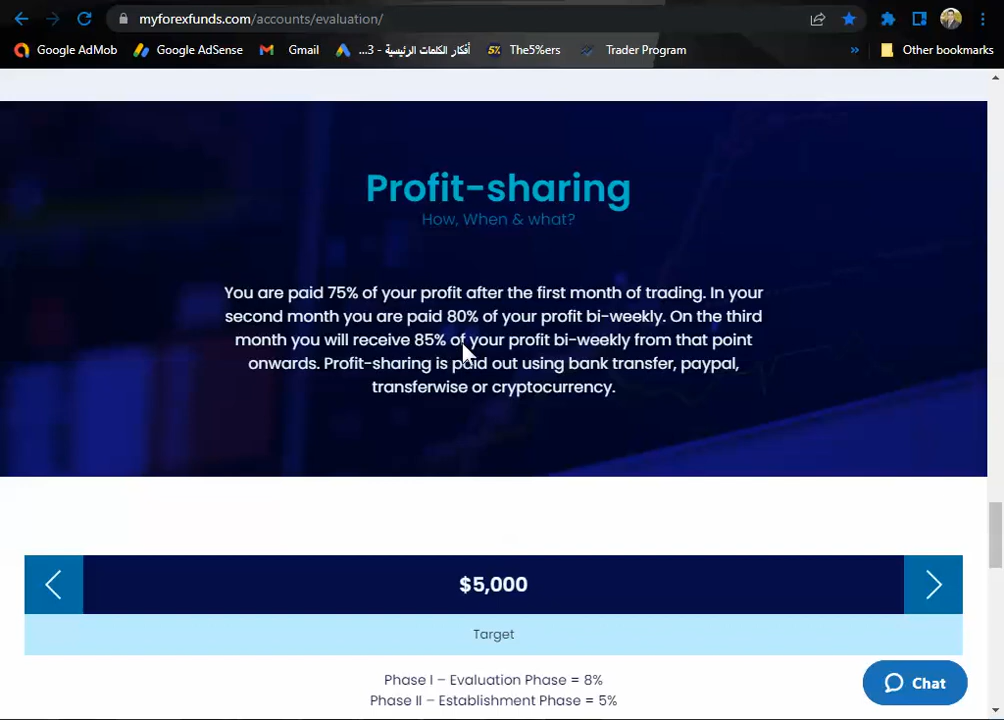 myforexfunds.com/accounts/evaluation/
Google AdMob
Google AdSense
Gmail
أفكار الكلمات الرئيسية - 3...
5% The5%ers
Trader Program
»
Other bookmarks
Profit-sharing
How, When & what?
You are paid 75% of your profit after the first month of trading. In your
second month you are paid 80% of your profit bi-weekly. On the third
month you will receive 85% of your profit bi-weekly from that point
onwards. Profit-sharing is paid out using bank transfer, paypal,
transferwise or cryptocurrency.
$5,000
Target
Phase I – Evaluation Phase = 8%
Phase II – Establishment Phase = 5%
Chat